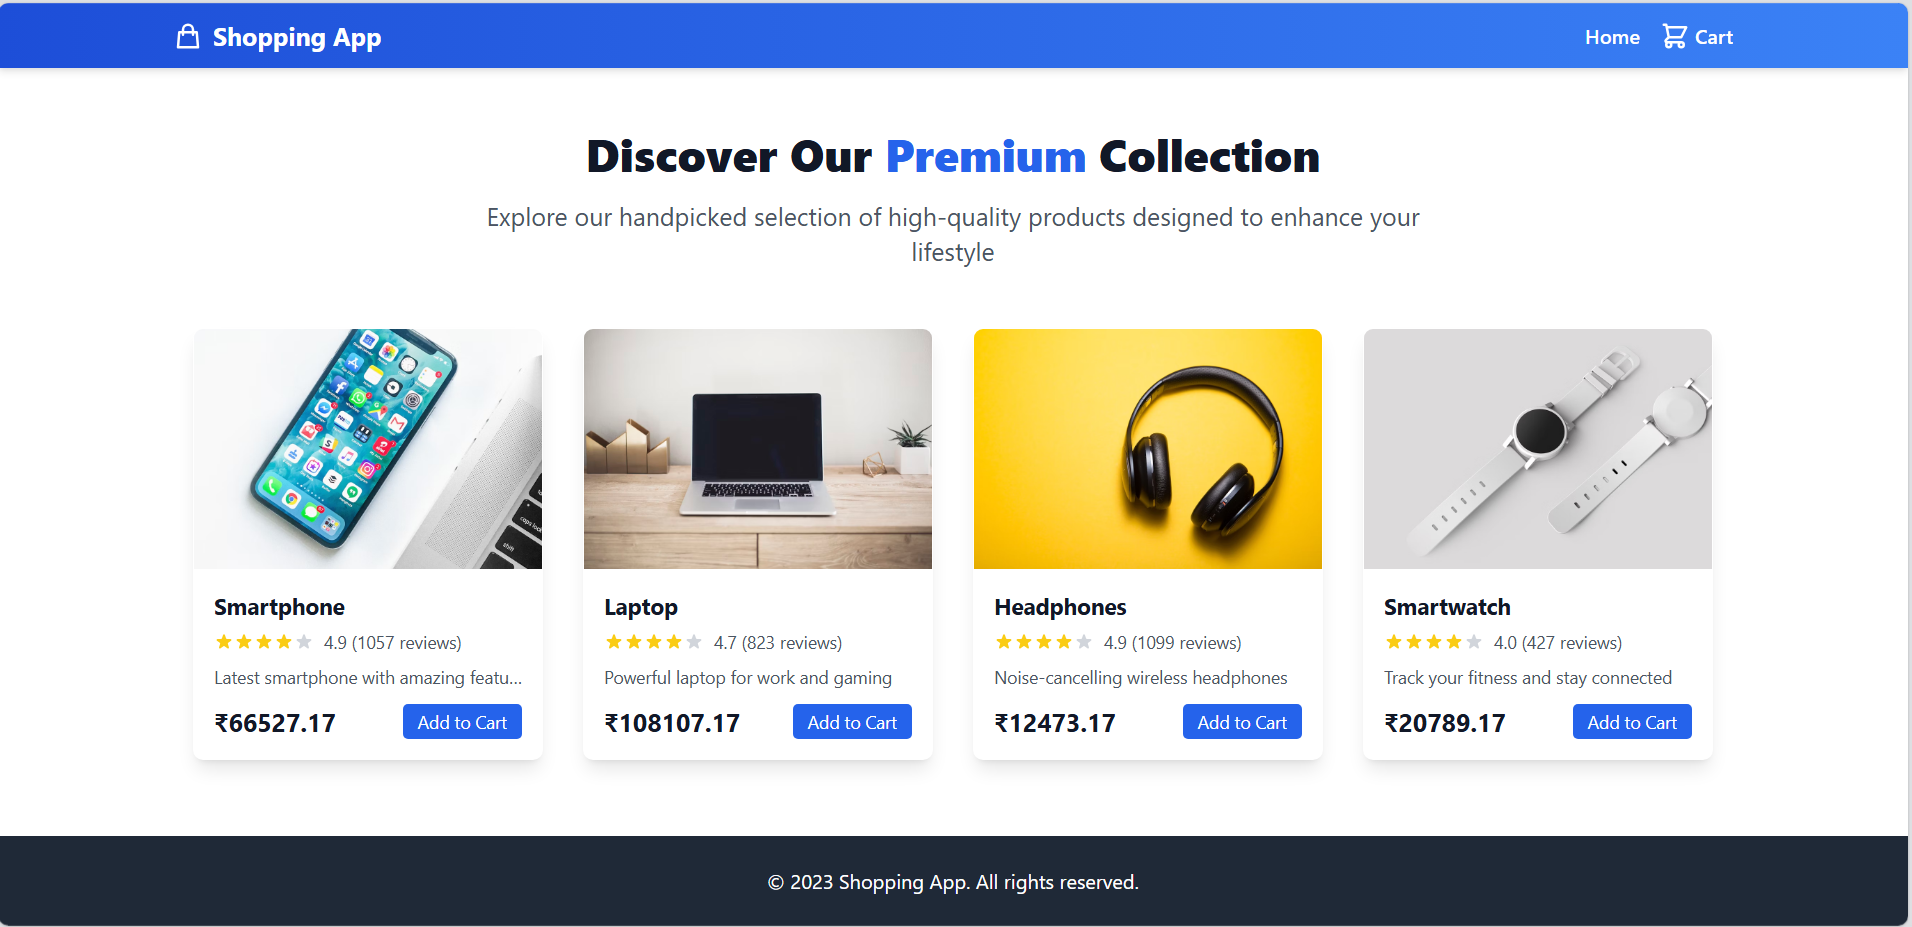 Shopping App
Home
Cart
Discover Our Premium Collection
Explore our handpicked selection of high-quality products designed to enhance your
lifestyle
caps lock
shift
Smartphone
4.9 (1057 reviews)
Latest smartphone with amazing featu...
₹66527.17
Add to Cart
Laptop
4.7 (823 reviews)
Powerful laptop for work and gaming
₹108107.17
Add to Cart
Headphones
4.9 (1099 reviews)
Noise-cancelling wireless headphones
₹12473.17
Add to Cart
Smartwatch
4.0 (427 reviews)
Track your fitness and stay connected
₹20789.17
Add to Cart
© 2023 Shopping App. All rights reserved.